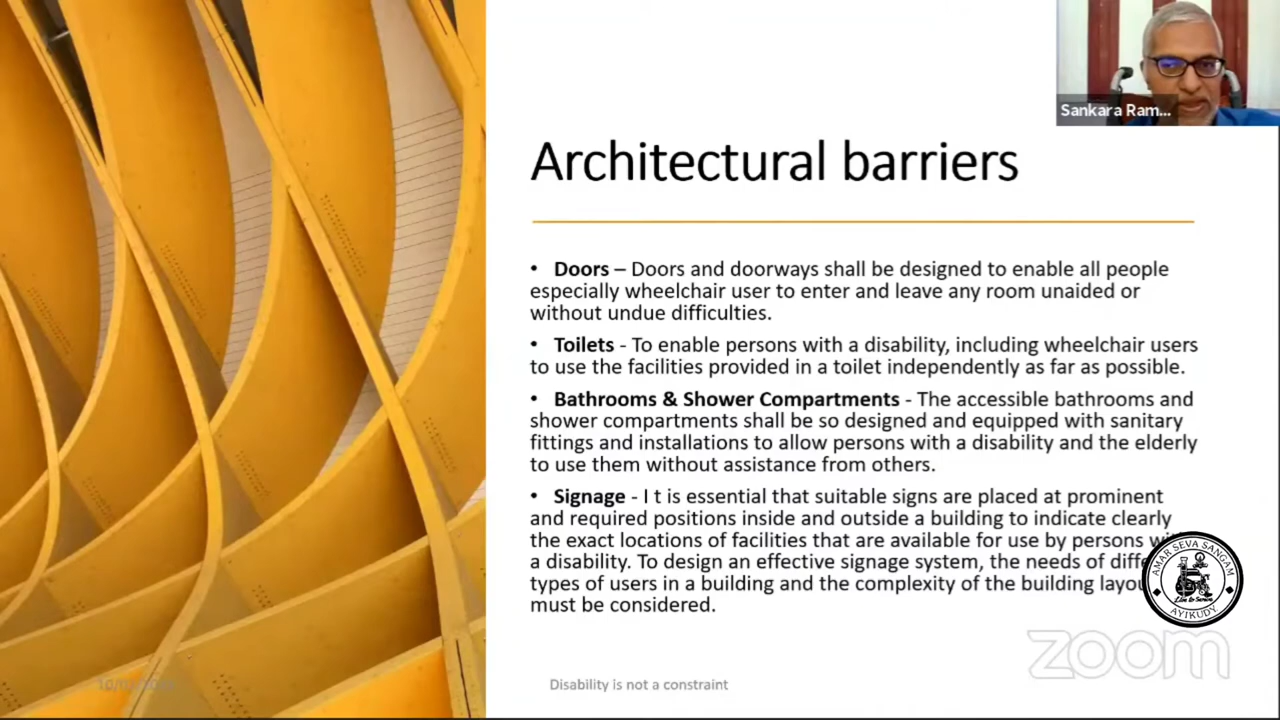 Sankara Ram...
Architectural barriers
• Doors – Doors and doorways shall be designed to enable all people
especially wheelchair user to enter and leave any room unaided or
without undue difficulties.
• Toilets - To enable persons with a disability, including wheelchair users
to use the facilities provided in a toilet independently as far as possible.
• Bathrooms & Shower Compartments - The accessible bathrooms and
shower compartments shall be so designed and equipped with sanitary
fittings and installations to allow persons with a disability and the elderly
to use them without assistance from others.
• Signage - I t is essential that suitable signs are placed at prominent
and required positions inside and outside a building to indicate clearly
the exact locations of facilities that are available for use by persons
a disability. To design an effective signage system, the needs of
types of users in a building and the complexity of the building
must be considered.
AMAR SEVA SANGAM
Live to Serve
AYIKUDY
zoom
Disability is not a constraint